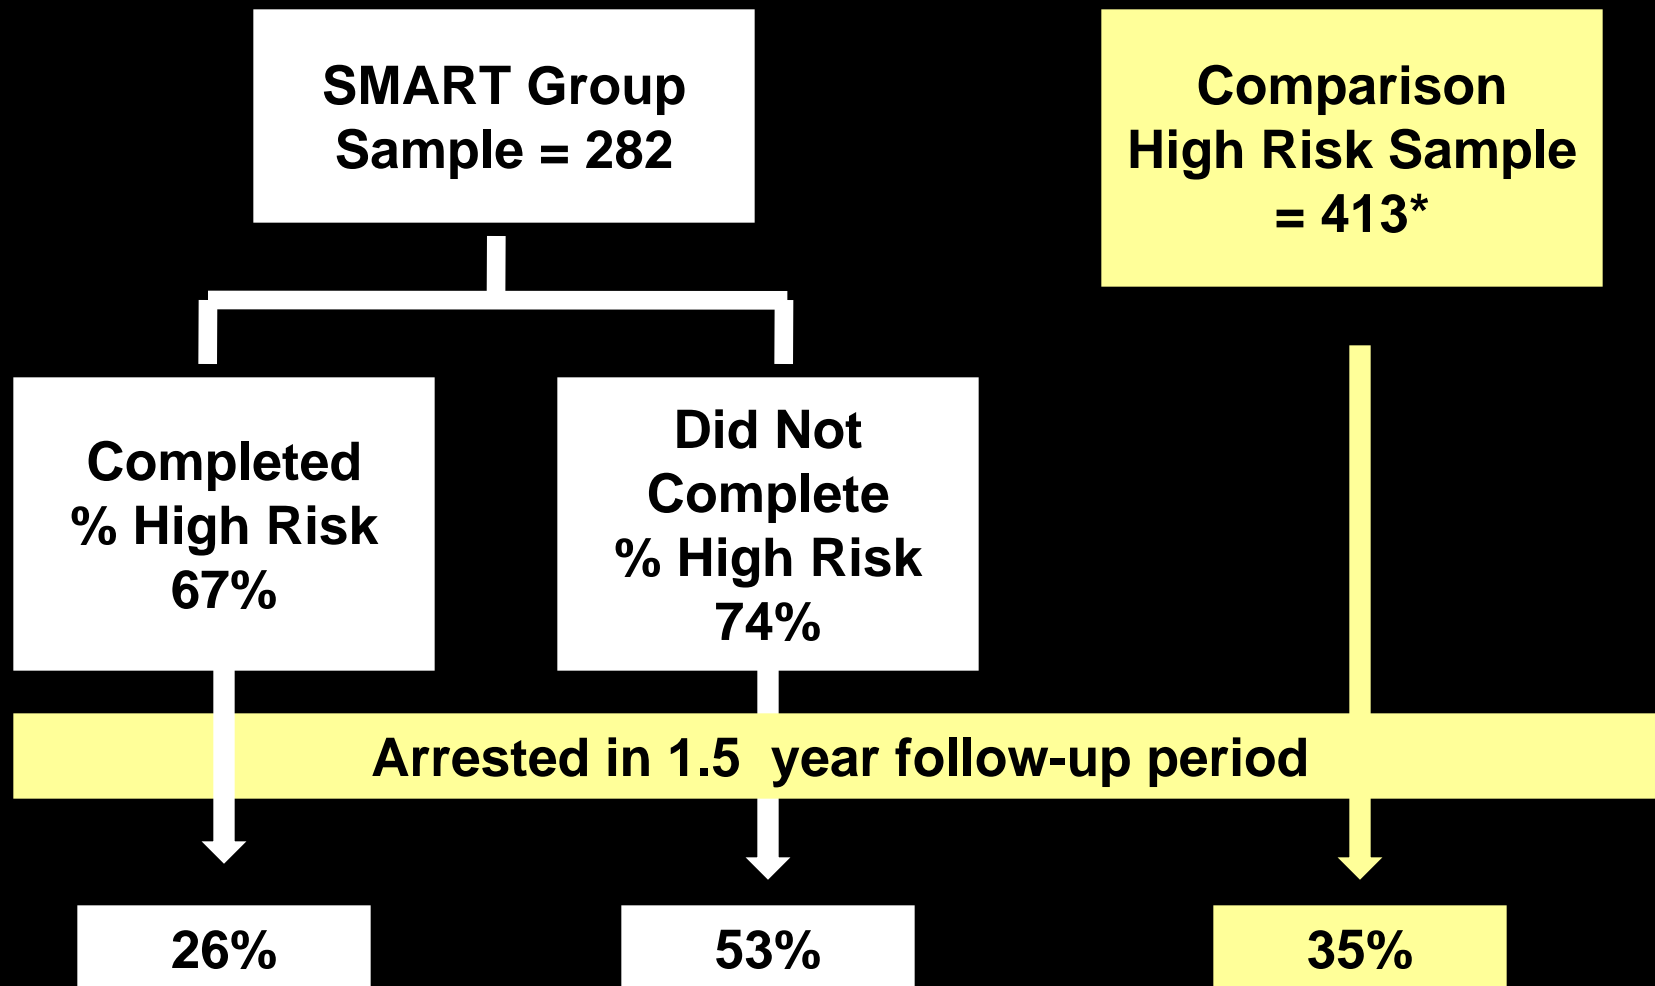 SMART Group
Sample = 282
Comparison
High Risk Sample
= 413*
Completed
% High Risk
67%
Did Not
Complete
% High Risk
74%
Arrested in 1.5  year follow-up period
26%
53%
35%